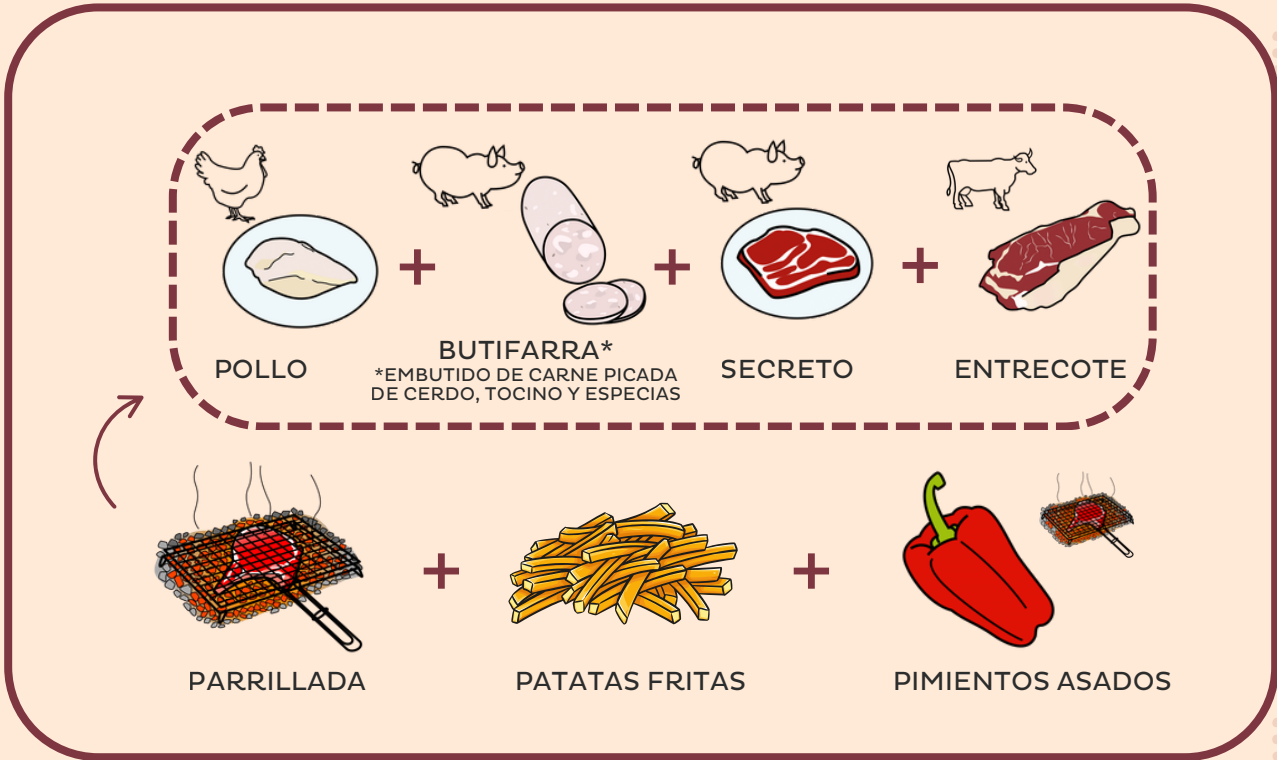 POLLO
BUTIFARRA*
*EMBUTIDO DE CARNE PICADA
DE CERDO, TOCINO Y ESPECIAS
SECRETO
ENTRECOTE
PARRILLADA
PATATAS FRITAS
PIMIENTOS ASADOS